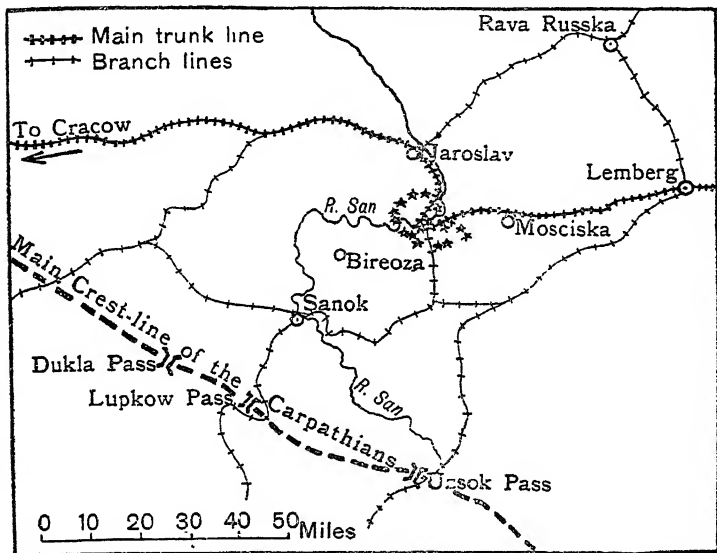 Main trunk line
Branch lines
Rava Russka
To Cracow
Jaroslav
Lemberg
R. San
Mosciska
Bireoza
Sanok
Main Crest-line of the Carpathians
Dukla Pass
Lupkow Pass
R. San
Uzsok Pass
0 10 20 30 40 50 Miles